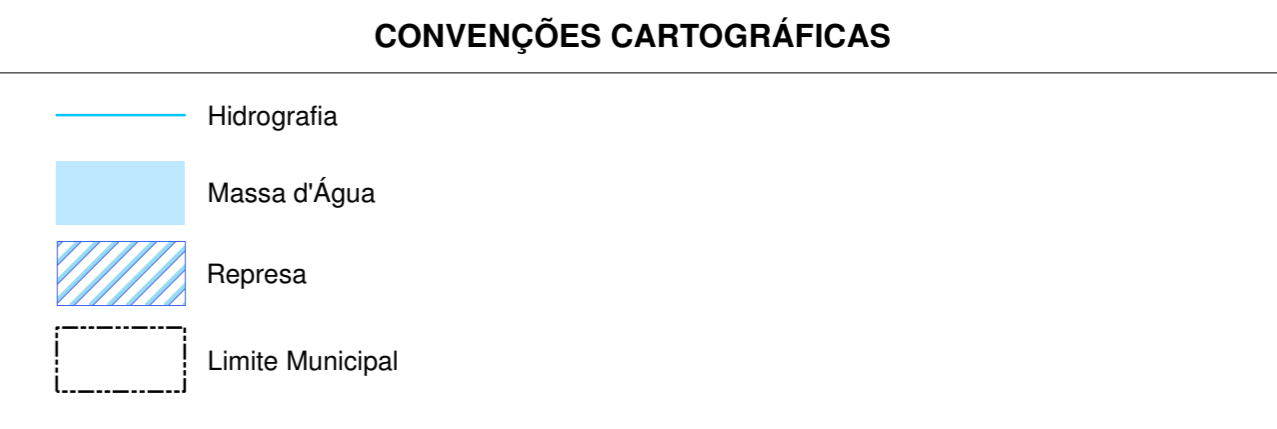 CONVENÇÕES CARTOGRÁFICAS
Hidrografia
Massa d'Água
Represa
Limite Municipal